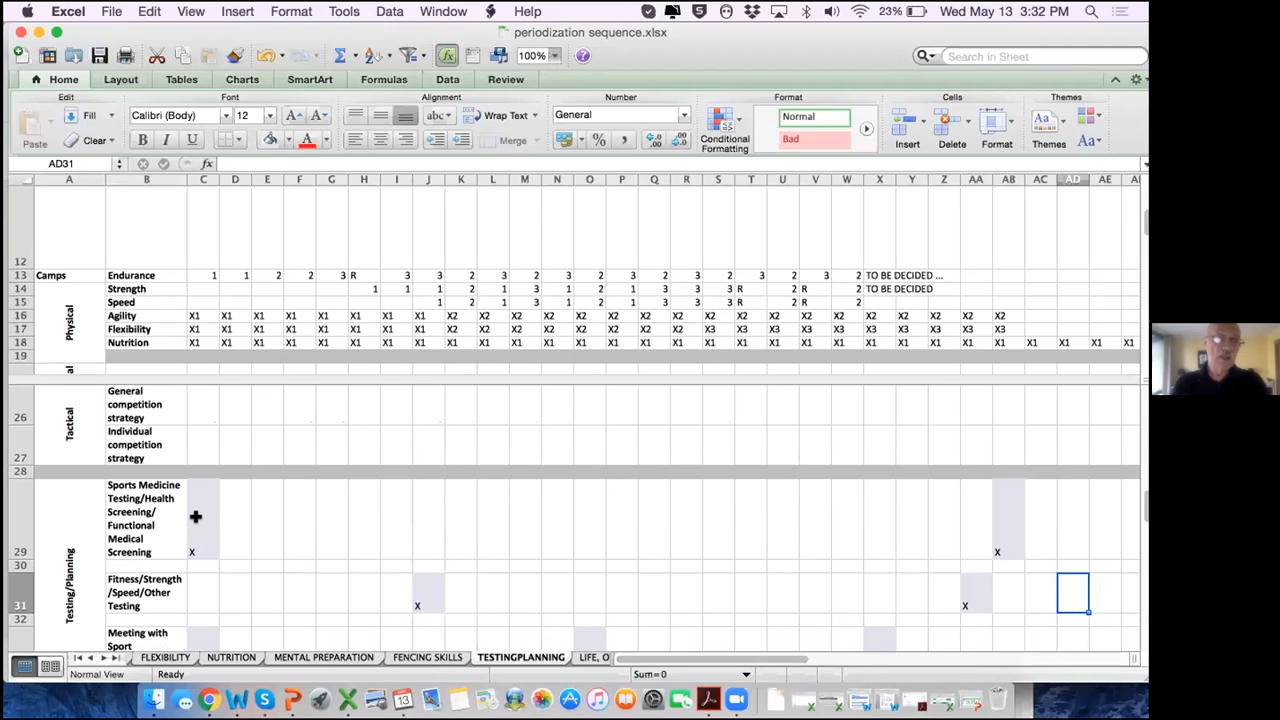 Excel File Edit View Insert Format Tools Data Window Help 23% Wed May 13 3:32 PM
periodization sequence.xlsx
100% Search in Sheet
Home Layout Tables Charts SmartArt Formulas Data Review
Edit Font Alignment Number Format Cells Themes
Paste Fill Calibri (Body) 12 abc Wrap Text General Normal
Clear B I U A Merge % Conditional Formatting Bad Insert Delete Format Themes Aa
AD31 fx
A B C D E F G H I J K L M N O P Q R S T U V W X Y Z AA AB AC AD AE
12
13 Camps Endurance 1 1 2 2 3 R 3 3 2 3 2 3 2 3 2 3 2 3 2 3 2 TO BE DECIDED ...
14 Strength 1 1 1 2 1 3 1 2 1 3 3 3 R 2 R 2 TO BE DECIDED
15 Speed 1 2 1 3 1 2 1 3 3 3 R 2 R 2
16 Agility X1 X1 X1 X1 X1 X1 X1 X1 X2 X2 X2 X2 X2 X2 X2 X2 X2 X2 X2 X2 X2 X2 X2 X2 X2 X2
17 Flexibility X1 X1 X1 X1 X1 X1 X1 X1 X2 X2 X2 X2 X2 X2 X2 X3 X3 X3 X3 X3 X3 X3 X3 X3 X3 X3
18 Nutrition X1 X1 X1 X1 X1 X1 X1 X1 X1 X1 X1 X1 X1 X1 X1 X1 X1 X1 X1 X1 X1 X1 X1 X1 X1 X1 X1 X1 X1 X1
Physical
19
General
competition
26 strategy
Tactical
Individual
competition
27 strategy
28
Sports Medicine
Testing/Health
Screening/
Functional
Medical
29 Screening X X
30
Testing/Planning
Fitness/Strength
/Speed/Other
31 Testing X X
32
Meeting with
Sport
FLEXIBILITY NUTRITION MENTAL PREPARATION FENCING SKILLS TESTINGPLANNING LIFE, O
Normal View Ready Sum=0